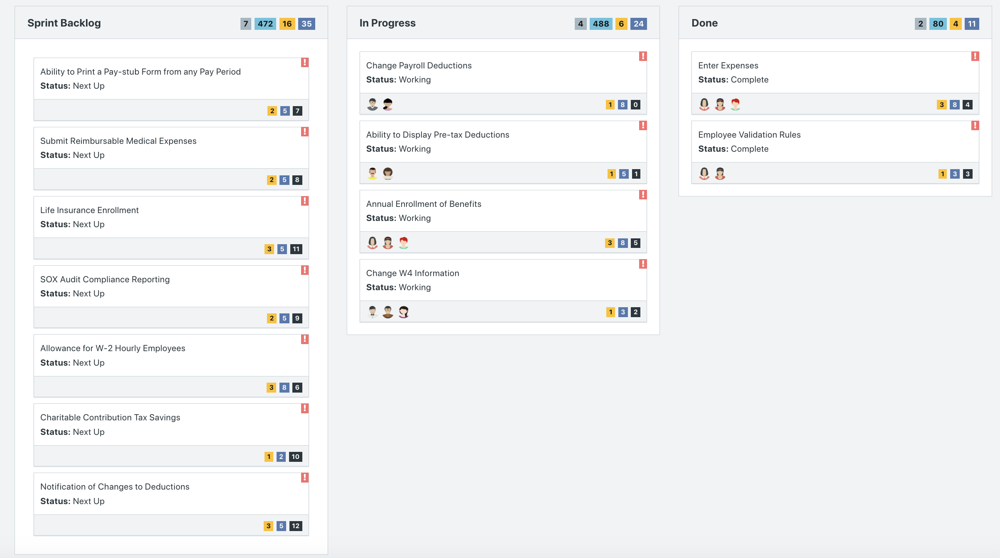 Sprint Backlog 7 472 16 35
Ability to Print a Pay-stub Form from any Pay Period
Status: Next Up
2 5 7
Submit Reimbursable Medical Expenses
Status: Next Up
2 5 8
Life Insurance Enrollment
Status: Next Up
3 5 11
SOX Audit Compliance Reporting
Status: Next Up
2 5 9
Allowance for W-2 Hourly Employees
Status: Next Up
3 8 6
Charitable Contribution Tax Savings
Status: Next Up
1 2 10
Notification of Changes to Deductions
Status: Next Up
3 5 12
In Progress 4 488 6 24
Change Payroll Deductions
Status: Working
1 8 0
Ability to Display Pre-tax Deductions
Status: Working
1 5 1
Annual Enrollment of Benefits
Status: Working
3 8 5
Change W4 Information
Status: Working
1 3 2
Done 2 80 4 11
Enter Expenses
Status: Complete
3 8 4
Employee Validation Rules
Status: Complete
1 3 3